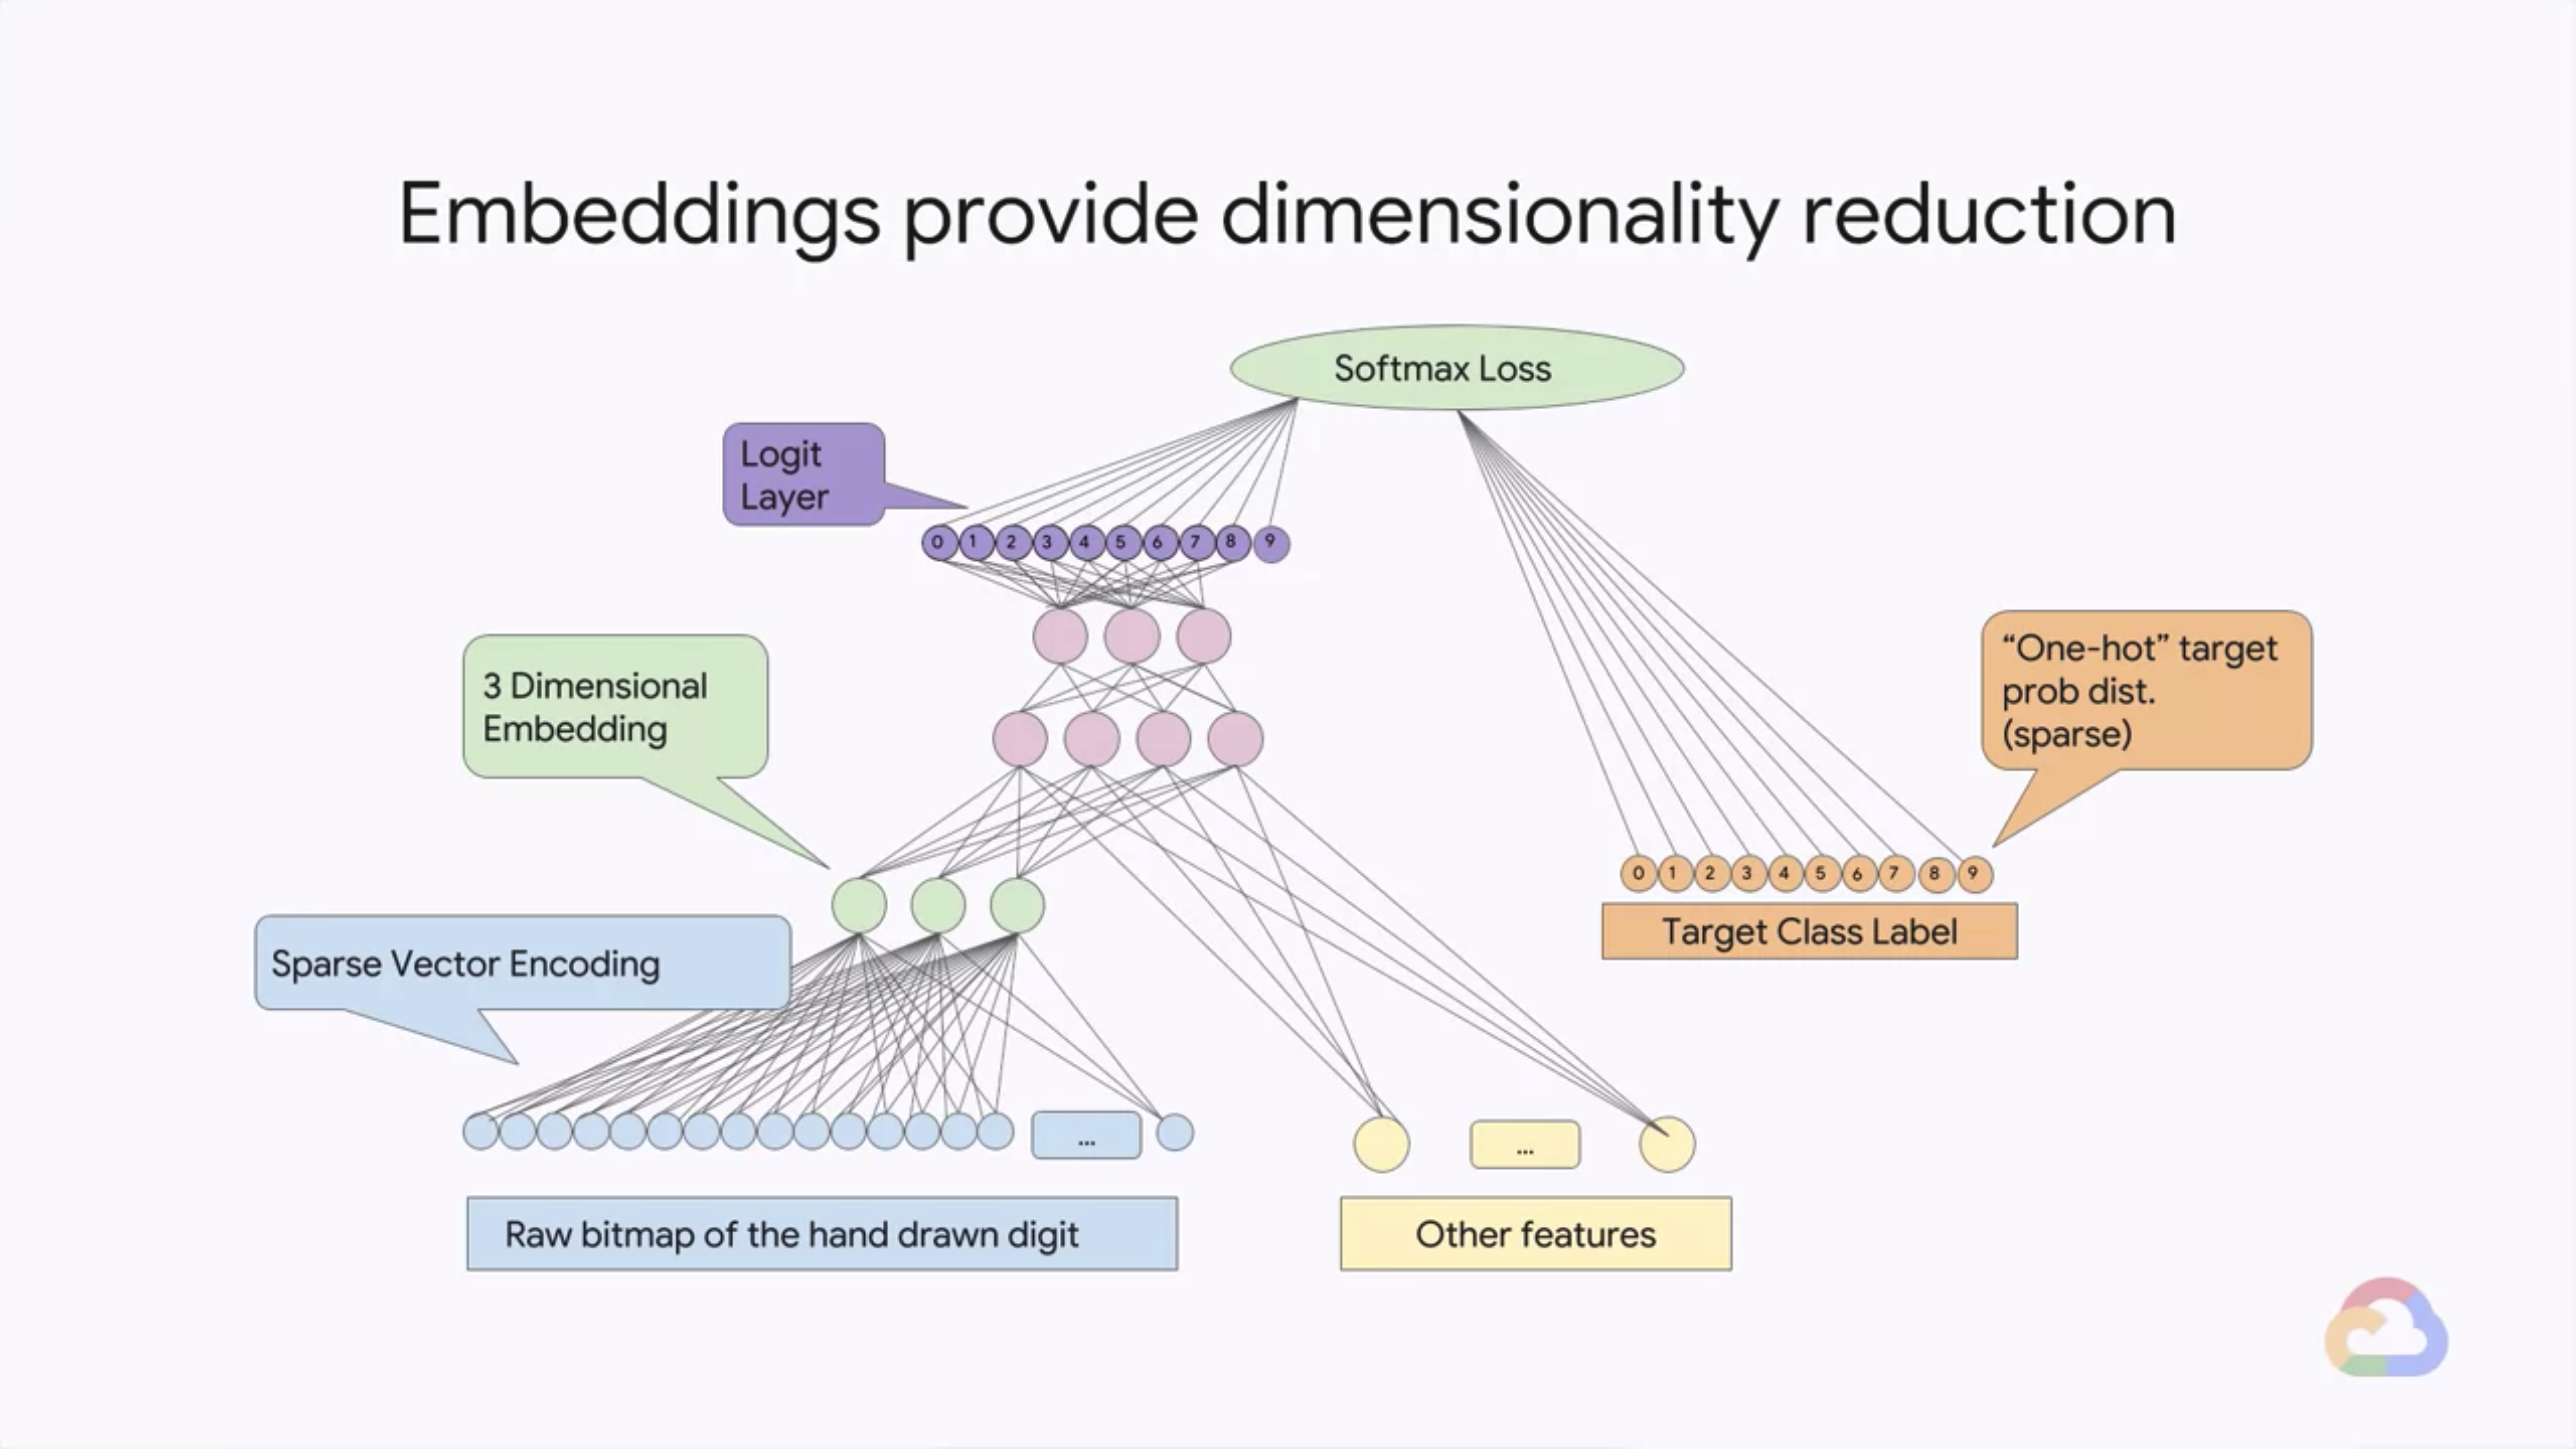 Embeddings provide dimensionality reduction
Softmax Loss
Logit
Layer
0 1 2 3 4 5 6 7 8 9
3 Dimensional
Embedding
“One-hot” target
prob dist.
(sparse)
0 1 2 3 4 5 6 7 8 9
Target Class Label
Sparse Vector Encoding
...
...
Raw bitmap of the hand drawn digit
Other features